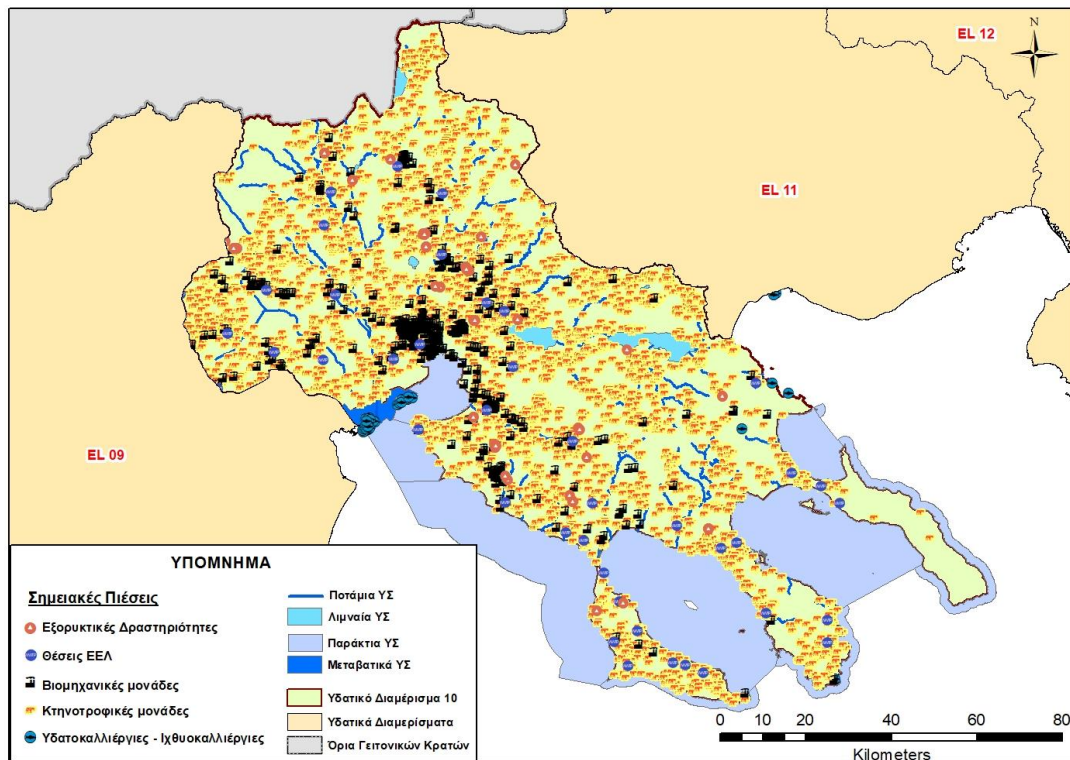 EL 12
N
EL 11
EL 09
ΥΠΟΜΝΗΜΑ
Σημειακές Πιέσεις
Εξορυκτικές Δραστηριότητες
Θέσεις ΕΕΛ
Βιομηχανικές μονάδες
Κτηνοτροφικές μονάδες
Υδατοκαλλιέργιες - Ιχθυοκαλλιέργιες
Ποτάμια ΥΣ
Λιμναία ΥΣ
Παράκτια ΥΣ
Μεταβατικά ΥΣ
Υδατικό Διαμέρισμα 10
Υδατικά Διαμερίσματα
Όρια Γειτονικών Κρατών
0 10 20 40 60 80
Kilometers